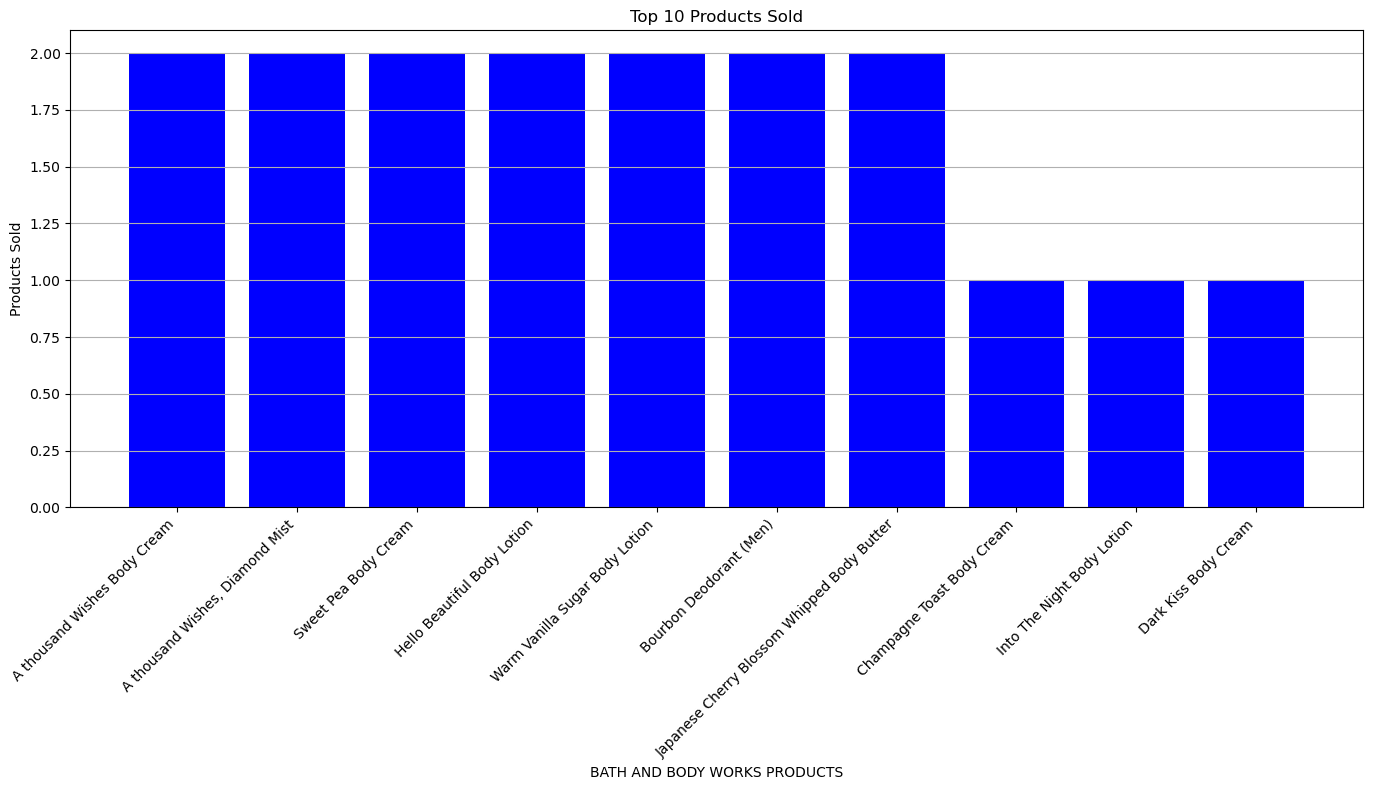 Top 10 Products Sold
Products Sold
2.00
1.75
1.50
1.25
1.00
0.75
0.50
0.25
0.00
A thousand Wishes Body Cream
A thousand Wishes, Diamond Mist
Sweet Pea Body Cream
Hello Beautiful Body Lotion
Warm Vanilla Sugar Body Lotion
Bourbon Deodorant (Men)
Japanese Cherry Blossom Whipped Body Butter
Champagne Toast Body Cream
Into The Night Body Lotion
Dark Kiss Body Cream
BATH AND BODY WORKS PRODUCTS